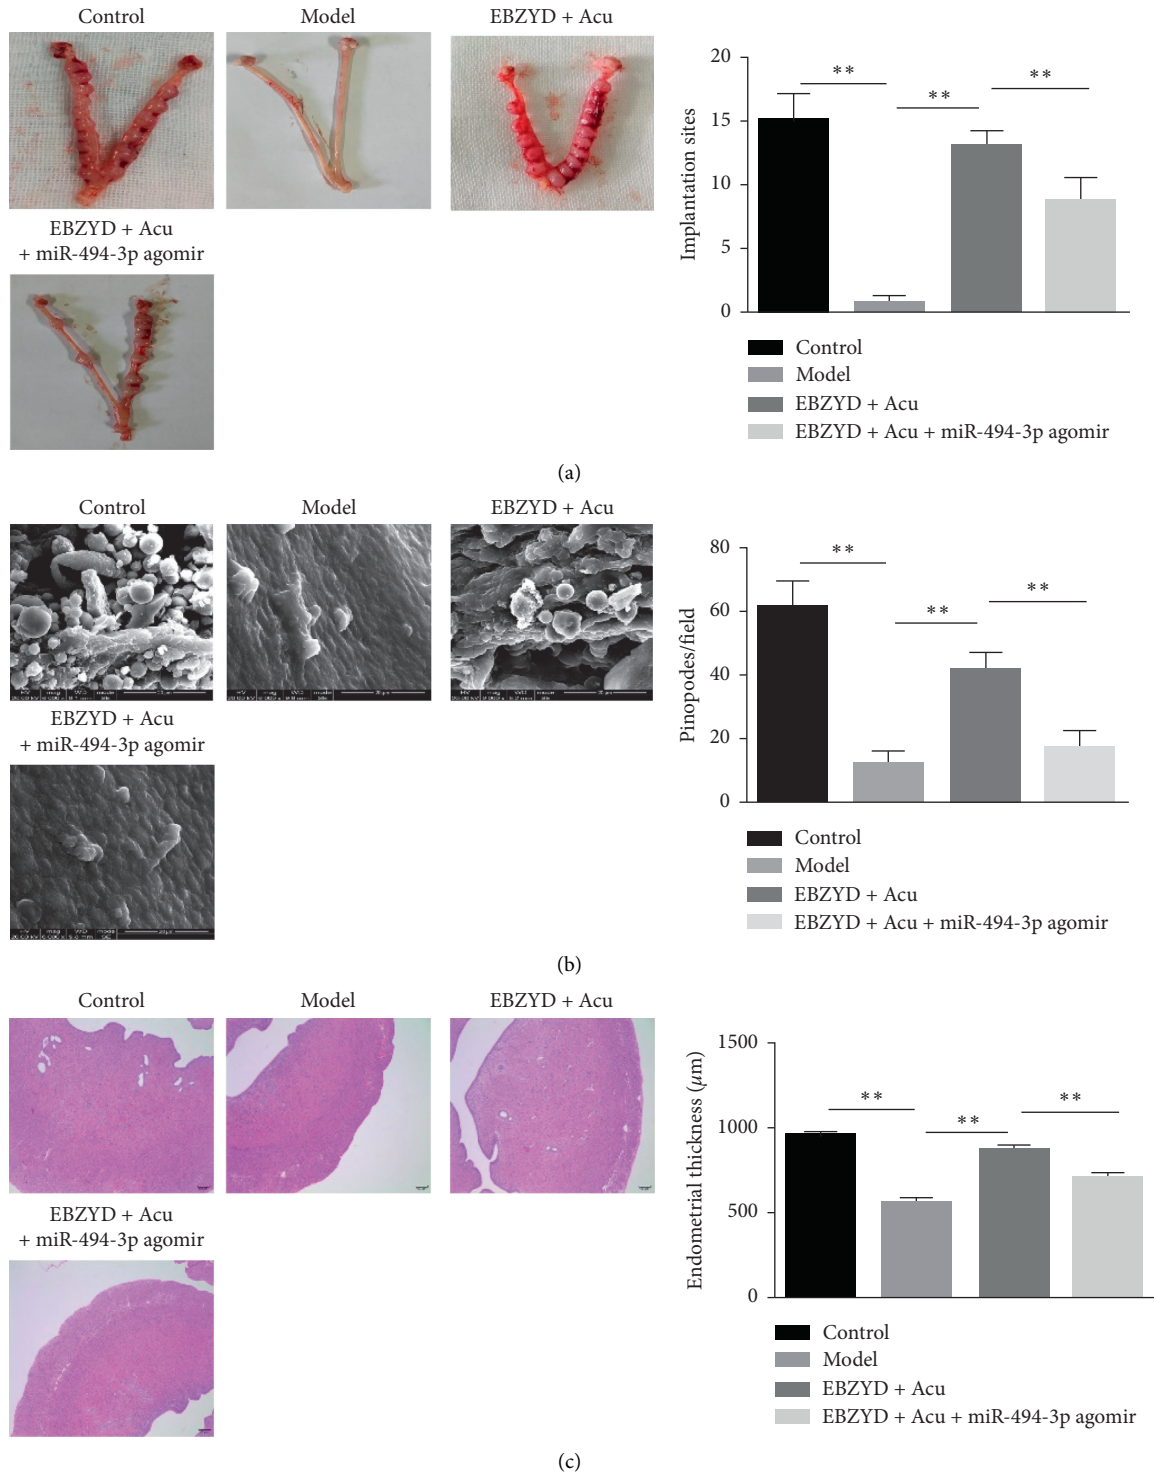 Control
Model
EBZYD + Acu
EBZYD + Acu
+ miR-494-3p agomir
Implantation sites
20
15
10
5
0
**
**
**
Control
Model
EBZYD + Acu
EBZYD + Acu + miR-494-3p agomir
(a)
Control
Model
EBZYD + Acu
EBZYD + Acu
+ miR-494-3p agomir
Pinopodes/field
80
60
40
20
0
**
**
**
Control
Model
EBZYD + Acu
EBZYD + Acu + miR-494-3p agomir
(b)
Control
Model
EBZYD + Acu
EBZYD + Acu
+ miR-494-3p agomir
Endometrial thickness (μm)
1500
1000
500
0
**
**
**
Control
Model
EBZYD + Acu
EBZYD + Acu + miR-494-3p agomir
(c)